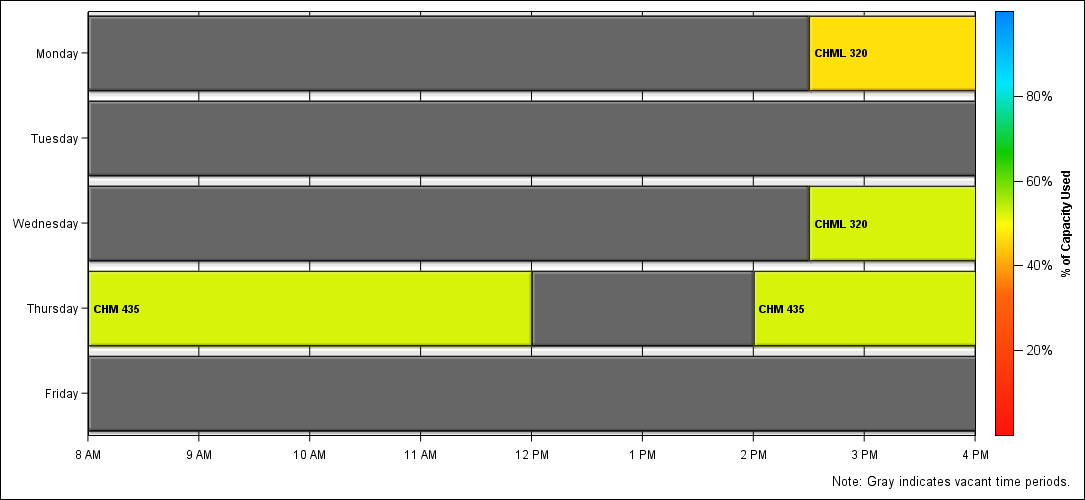 Monday
CHML 320
Tuesday
Wednesday
CHML 320
Thursday
CHM 435
CHM 435
Friday
8 AM
9 AM
10 AM
11 AM
12 PM
1 PM
2 PM
3 PM
4 PM
80%
60%
40%
20%
% of Capacity Used
Note: Gray indicates vacant time periods.